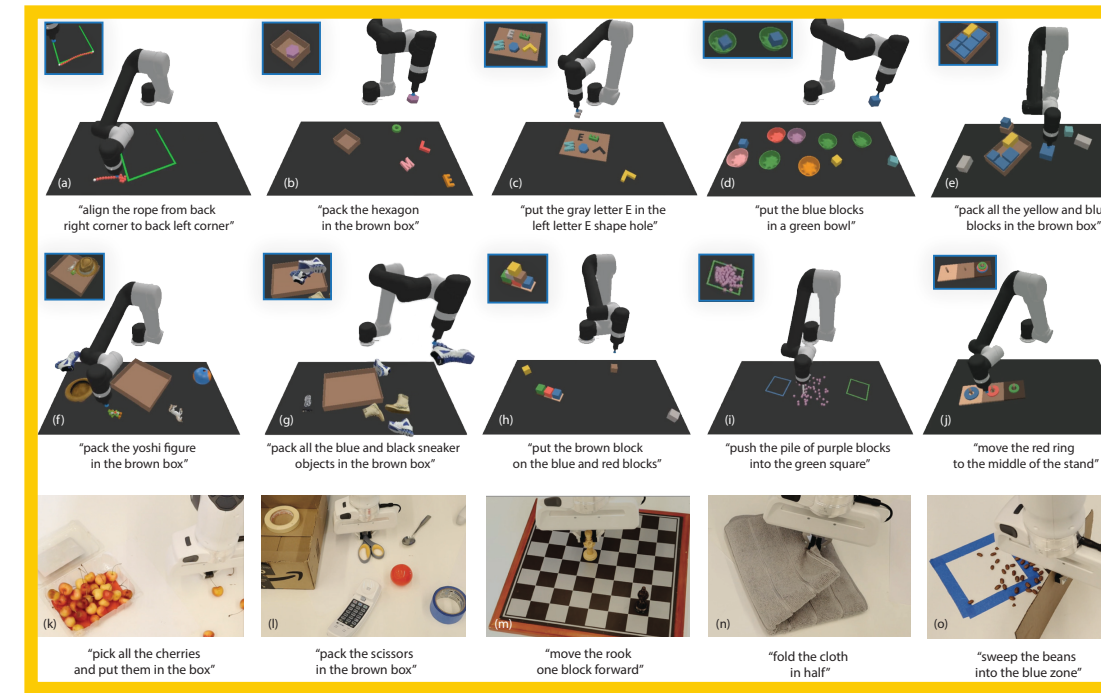 (a)
(b)
(c)
(d)
(e)
"align the rope from back
right corner to back left corner"
"pack the hexagon
in the brown box"
"put the gray letter E in the
left letter E shape hole"
"put the blue blocks
in a green bowl"
"pack all the yellow and blu
blocks in the brown box"
(f)
(g)
(h)
(i)
(j)
"pack the yoshi figure
in the brown box"
"pack all the blue and black sneaker
objects in the brown box"
"put the brown block
on the blue and red blocks"
"push the pile of purple blocks
into the green square"
"move the red ring
to the middle of the stand"
(k)
(l)
(m)
(n)
(o)
"pick all the cherries
and put them in the box"
"pack the scissors
in the brown box"
"move the rook
one block forward"
"fold the cloth
in half"
"sweep the beans
into the blue zone"